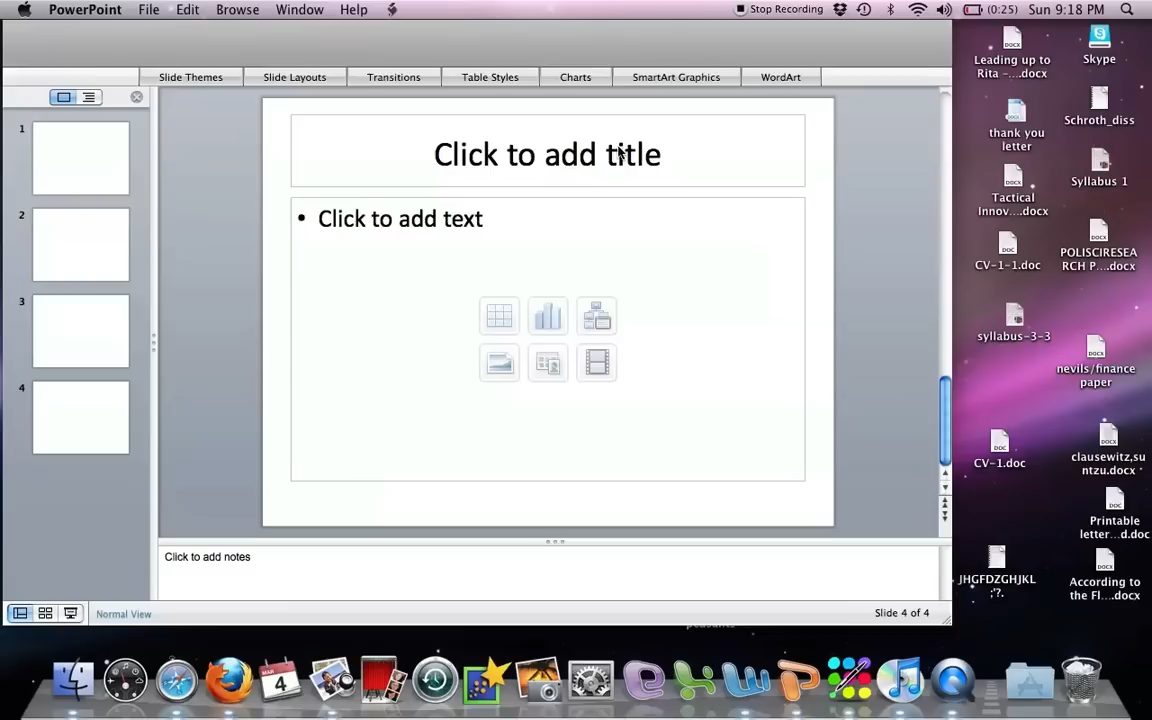 PowerPoint File Edit Browse Window Help Stop Recording (0:25) Sun 9:18 PM
Slide Themes Slide Layouts Transitions Table Styles Charts SmartArt Graphics WordArt
1
2
3
4
Click to add title
• Click to add text
Click to add notes
Normal View
Slide 4 of 4
Leading up to
Rita -....docx
Skype
thank you
letter
Schroth_diss
Tactical
Innov....docx
Syllabus 1
CV-1-1.doc
POLISCIRESEA
RCH P...docx
syllabus-3-3
nevils/finance
paper
CV-1.doc
clausewitz,su
ntzu.docx
Printable
letter...d.doc
JHGFDZGHJKL
;'?.
According to
the Fl....docx
MAR
4